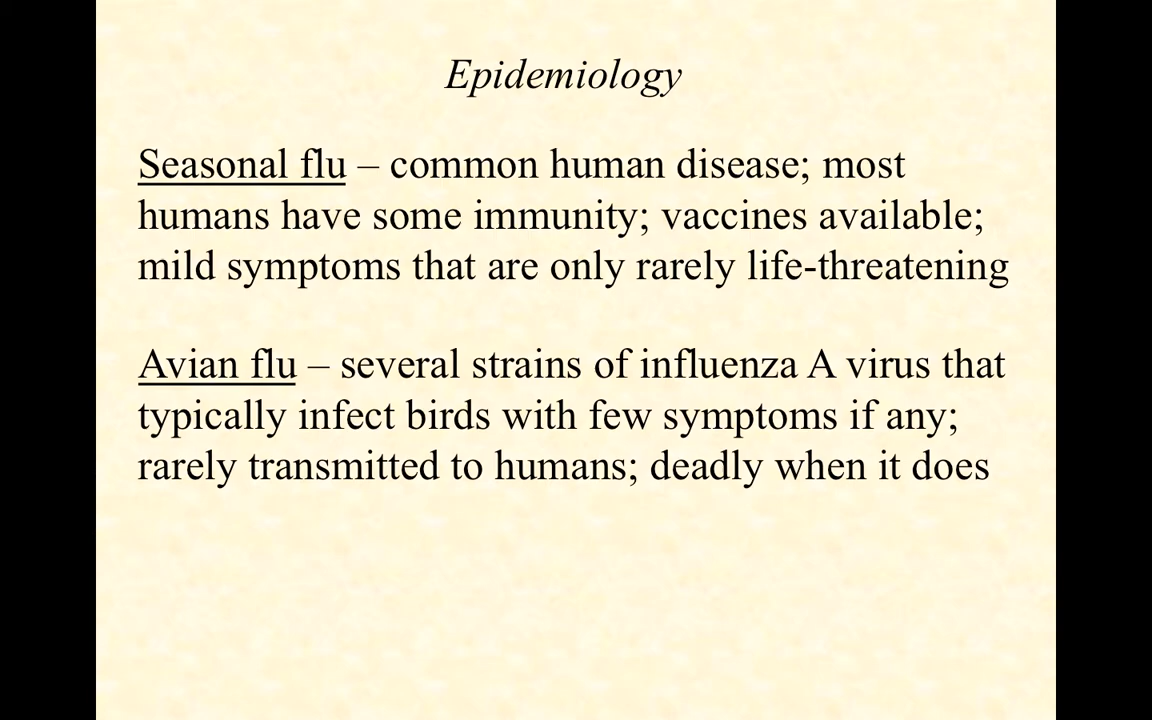 Epidemiology
Seasonal flu – common human disease; most
humans have some immunity; vaccines available;
mild symptoms that are only rarely life-threatening
Avian flu – several strains of influenza A virus that
typically infect birds with few symptoms if any;
rarely transmitted to humans; deadly when it does